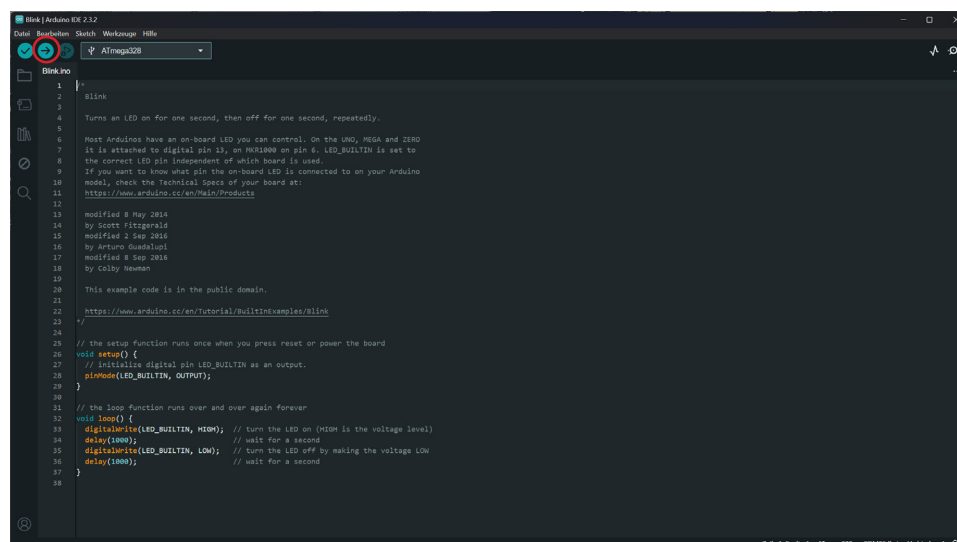 Blink | Arduino IDE 2.3.2
Datei Bearbeiten Sketch Werkzeuge Hilfe
ATmega328
Blink.ino
1 /*
2 Blink
3
4 Turns an LED on for one second, then off for one second, repeatedly.
5
6 Most Arduinos have an on-board LED you can control. On the UNO, MEGA and ZERO
7 it is attached to digital pin 13, on MKR1000 on pin 6. LED_BUILTIN is set to
8 the correct LED pin independent of which board is used.
9 If you want to know what pin the on-board LED is connected to on your Arduino
10 model, check the Technical Specs of your board at:
11 https://www.arduino.cc/en/Main/Products
12
13 modified 8 May 2014
14 by Scott Fitzgerald
15 modified 2 Sep 2016
16 by Arturo Guadalupi
17 modified 8 Sep 2016
18 by Colby Newman
19
20 This example code is in the public domain.
21
22 https://www.arduino.cc/en/Tutorial/BuiltInExamples/Blink
23 */
24
25 // the setup function runs once when you press reset or power the board
26 void setup() {
27 // initialize digital pin LED_BUILTIN as an output.
28 pinMode(LED_BUILTIN, OUTPUT);
29 }
30
31 // the loop function runs over and over again forever
32 void loop() {
33 digitalWrite(LED_BUILTIN, HIGH); // turn the LED on (HIGH is the voltage level)
34 delay(1000); // wait for a second
35 digitalWrite(LED_BUILTIN, LOW); // turn the LED off by making the voltage LOW
36 delay(1000); // wait for a second
37 }
38